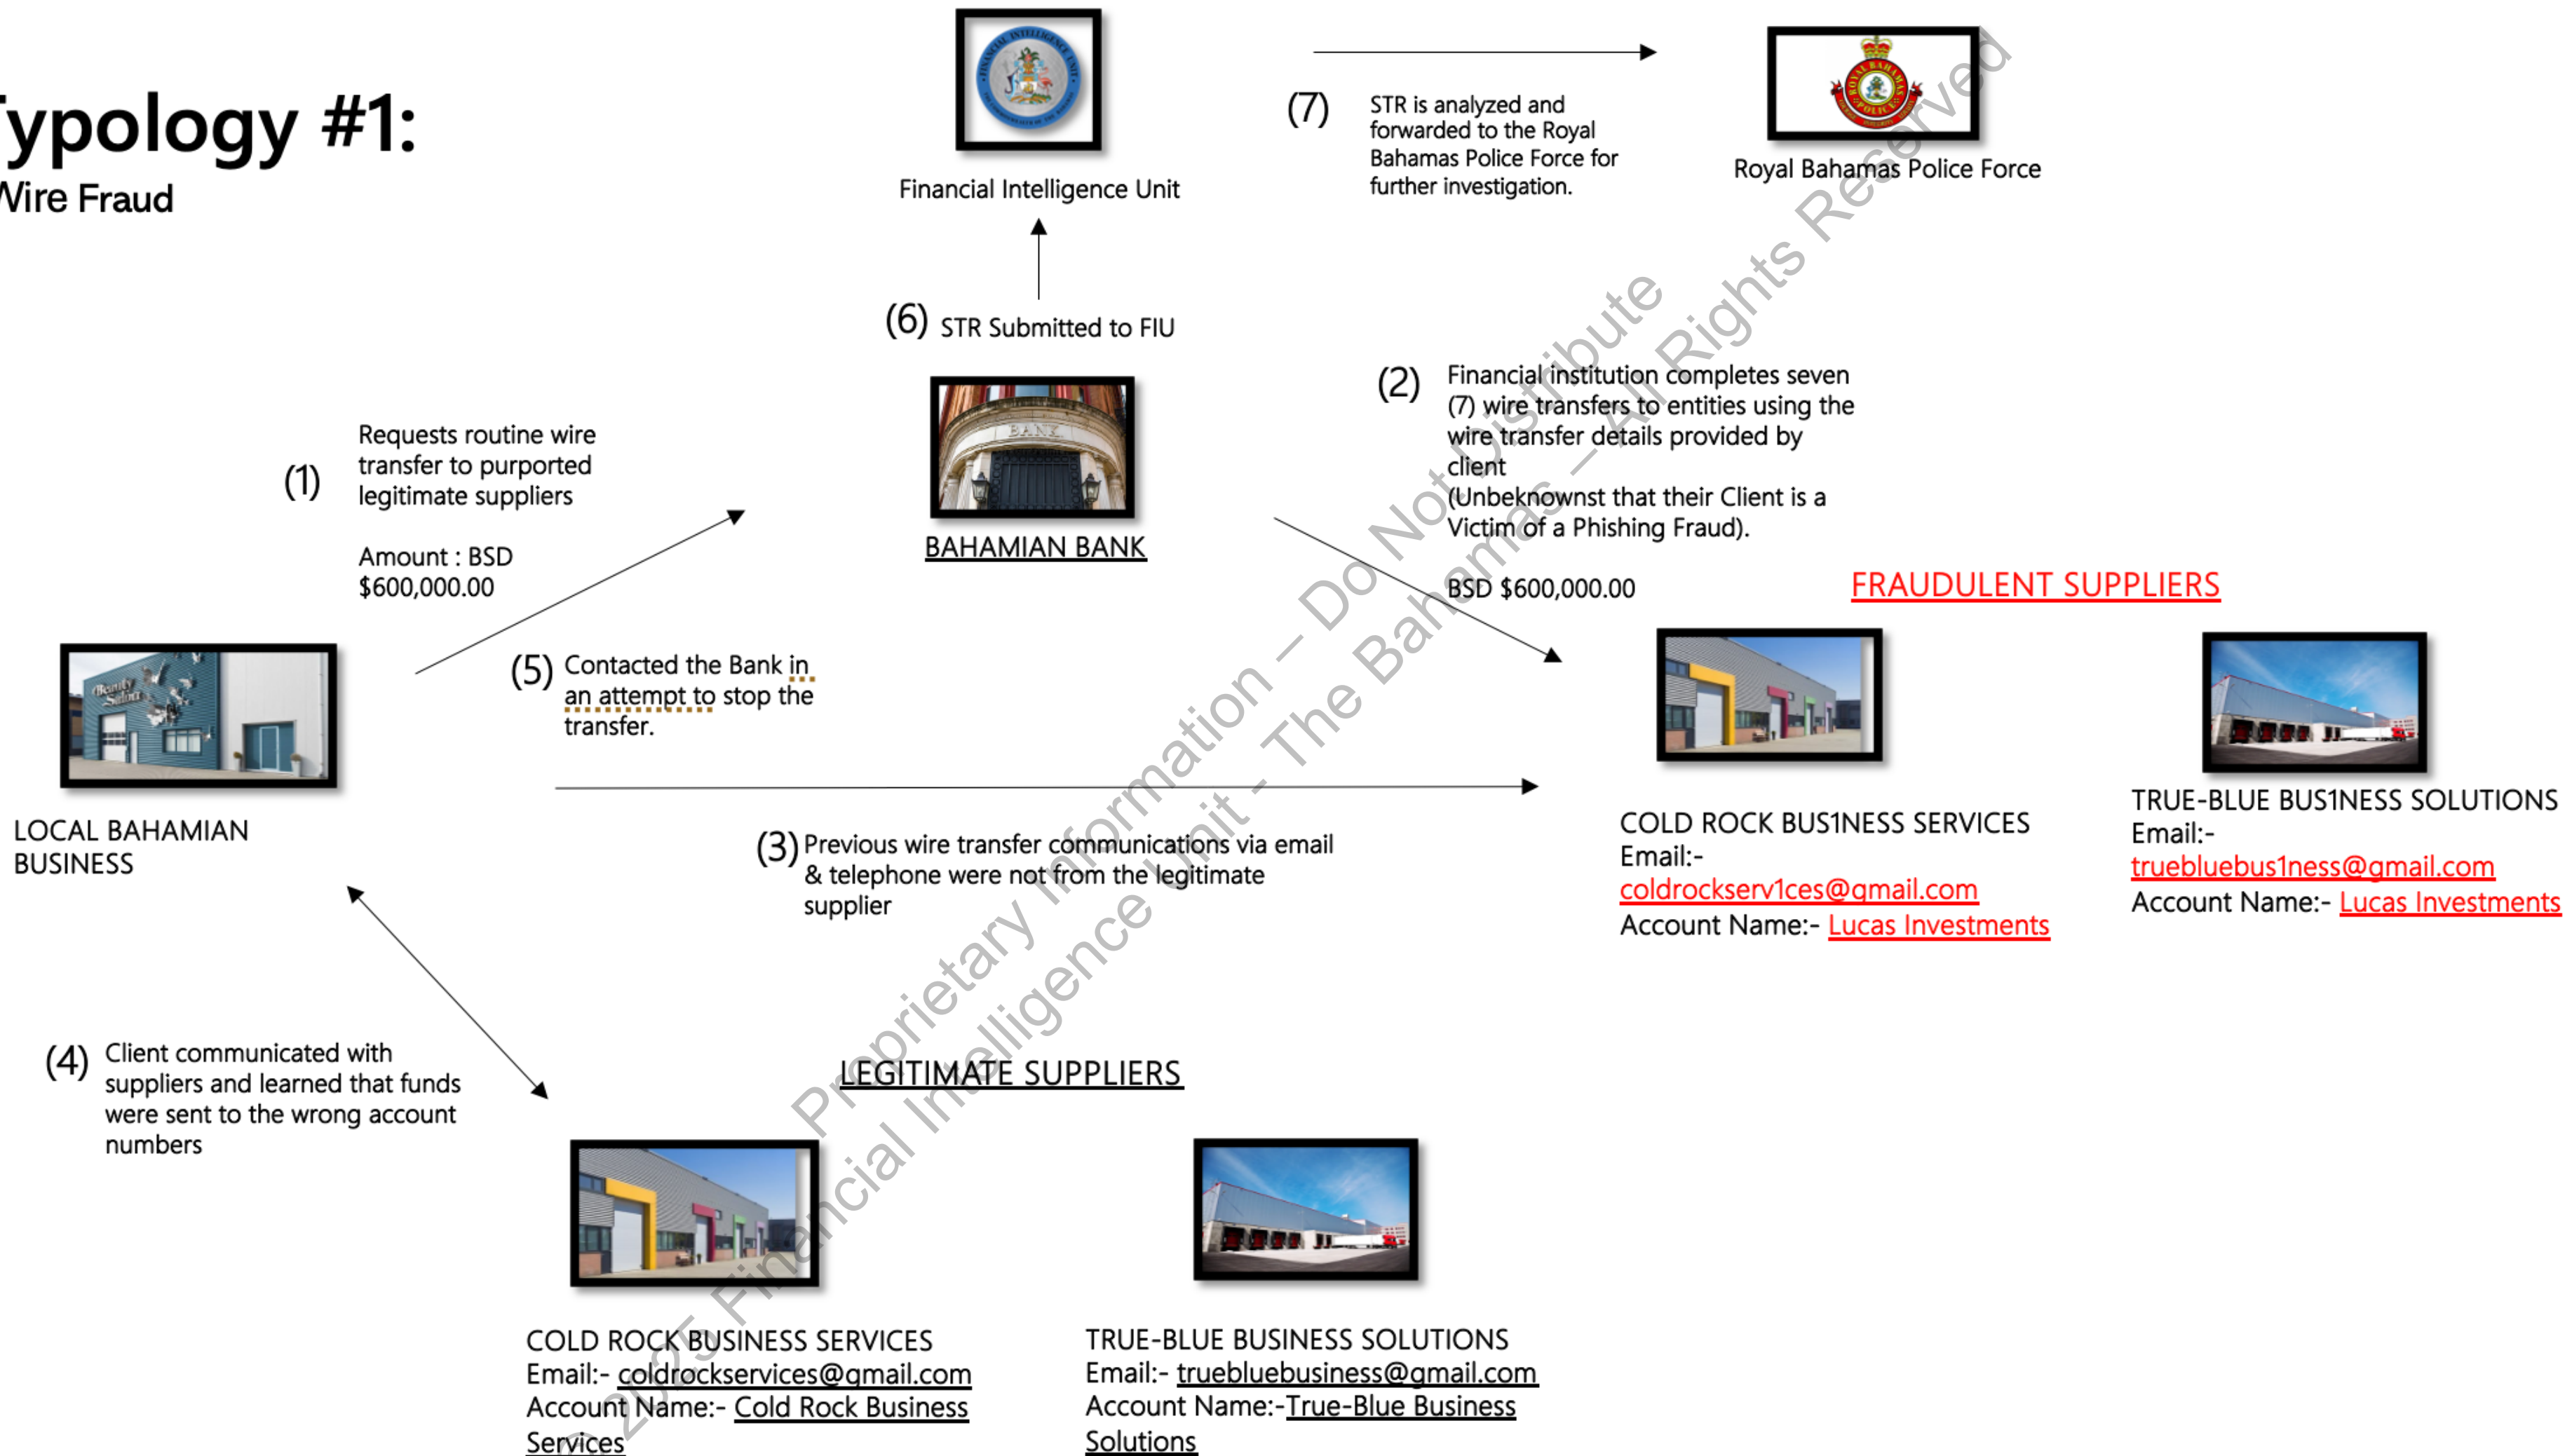 ypology #1:
Wire Fraud
Financial Intelligence Unit
(7)
STR is analyzed and
forwarded to the Royal
Bahamas Police Force for
further investigation.
Royal Bahamas Police Force
(6) STR Submitted to FIU
BANK
BAHAMIAN BANK
(1)
Requests routine wire
transfer to purported
legitimate suppliers
Amount : BSD
$600,000.00
(2)
Financial institution completes seven
(7) wire transfers to entities using the
wire transfer details provided by
client
(Unbeknownst that their Client is a
Victim of a Phishing Fraud).
BSD $600,000.00
FRAUDULENT SUPPLIERS
(5) Contacted the Bank in
an attempt to stop the
transfer.
LOCAL BAHAMIAN
BUSINESS
(3) Previous wire transfer communications via email
& telephone were not from the legitimate
supplier
COLD ROCK BUS1NESS SERVICES
Email:-
coldrockserv1ces@gmail.com
Account Name:- Lucas Investments
TRUE-BLUE BUS1NESS SOLUTIONS
Email:-
truebluebus1ness@gmail.com
Account Name:- Lucas Investments
(4) Client communicated with
suppliers and learned that funds
were sent to the wrong account
numbers
LEGITIMATE SUPPLIERS
COLD ROCK BUSINESS SERVICES
Email:- coldrockservices@gmail.com
Account Name:- Cold Rock Business
Services
TRUE-BLUE BUSINESS SOLUTIONS
Email:- truebluebusiness@gmail.com
Account Name:-True-Blue Business
Solutions
Proprietary Information – Do Not Distribute
2025 Financial Intelligence Unit - The Bahamas – All Rights Reserved